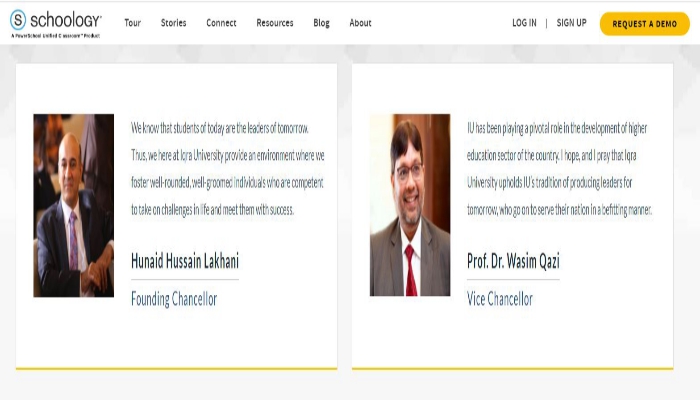 schoology
A PowerSchool Unified Classroom™ Product
Tour Stories Connect Resources Blog About
LOG IN | SIGN UP REQUEST A DEMO
We know that students of today are the leaders of tomorrow.
Thus, we here at Iqra University provide an environment where we
foster well-rounded, well-groomed individuals who are competent
to take on challenges in life and meet them with success.
Hunaid Hussain Lakhani
Founding Chancellor
IU has been playing a pivotal role in the development of higher
education sector of the country. I hope, and I pray that Iqra
University upholds IU's tradition of producing leaders for
tomorrow, who go on to serve their nation in a befitting manner.
Prof. Dr. Wasim Qazi
Vice Chancellor